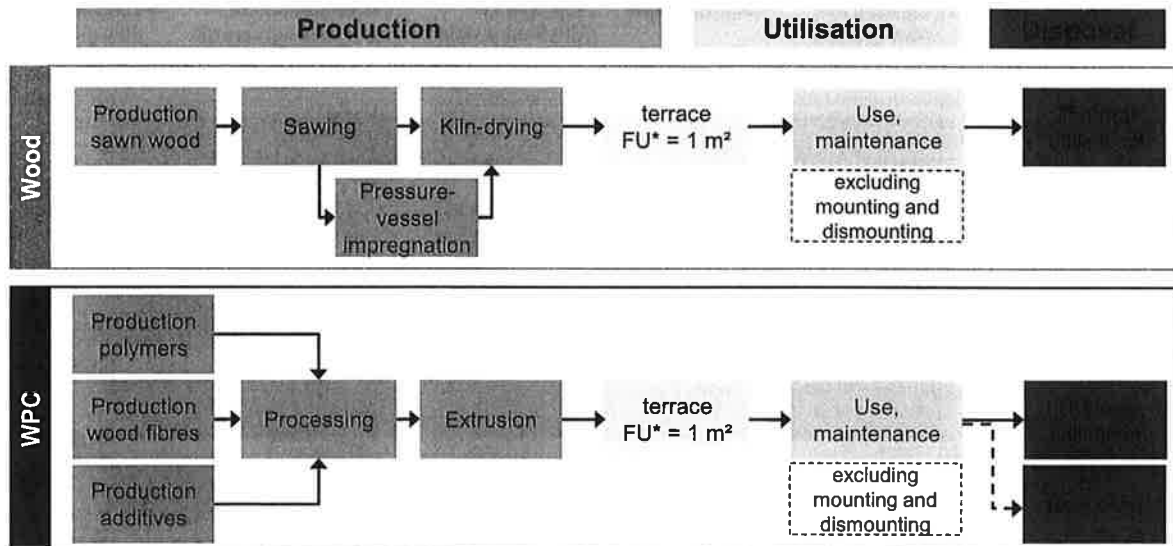 Production
Utilisation
Disposal
Wood
Production
sawn wood
Sawing
Kiln-drying
Pressure-
vessel
impregnation
terrace
FU* = 1 m²
Use,
maintenance
excluding
mounting and
dismounting
WPC
Production
polymers
Production
wood fibres
Production
additives
Processing
Extrusion
terrace
FU* = 1 m²
Use,
maintenance
excluding
mounting and
dismounting